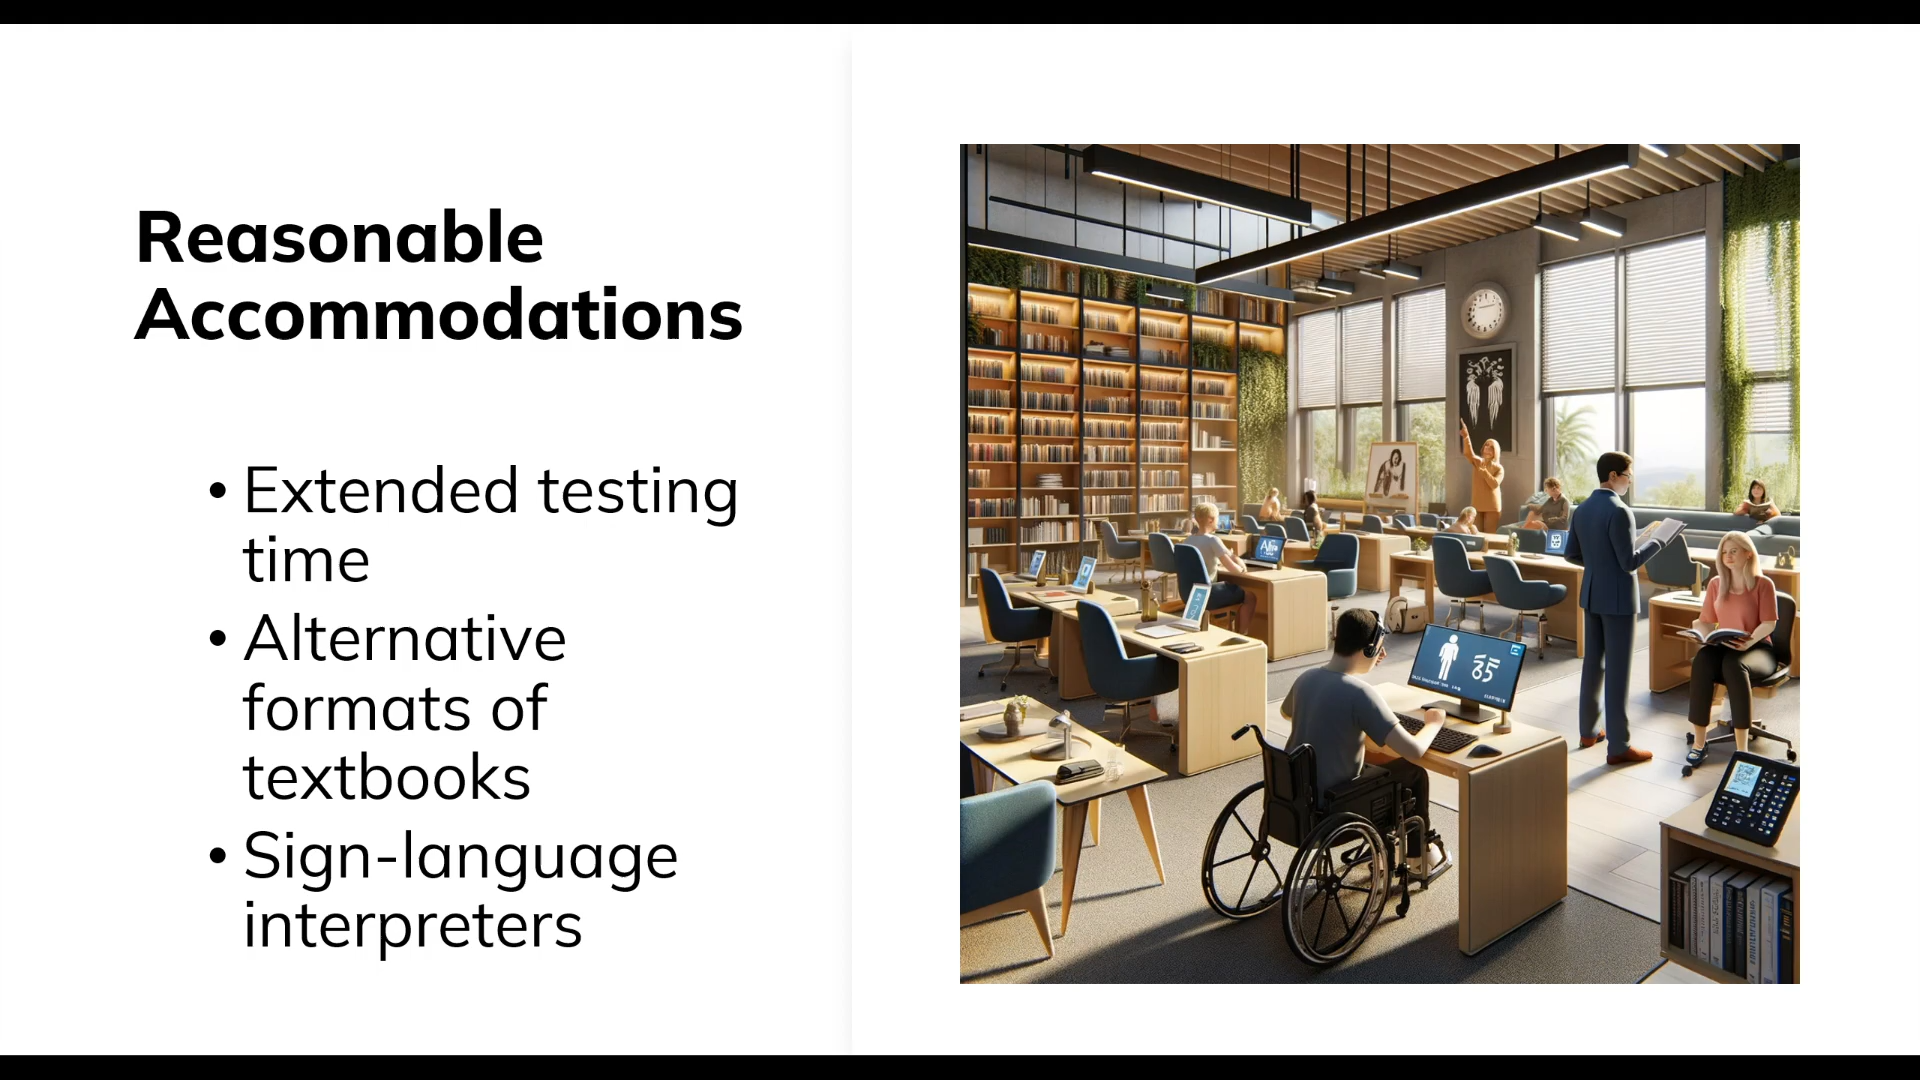 Reasonable
Accommodations
• Extended testing
time
• Alternative
formats of
textbooks
• Sign-language
interpreters